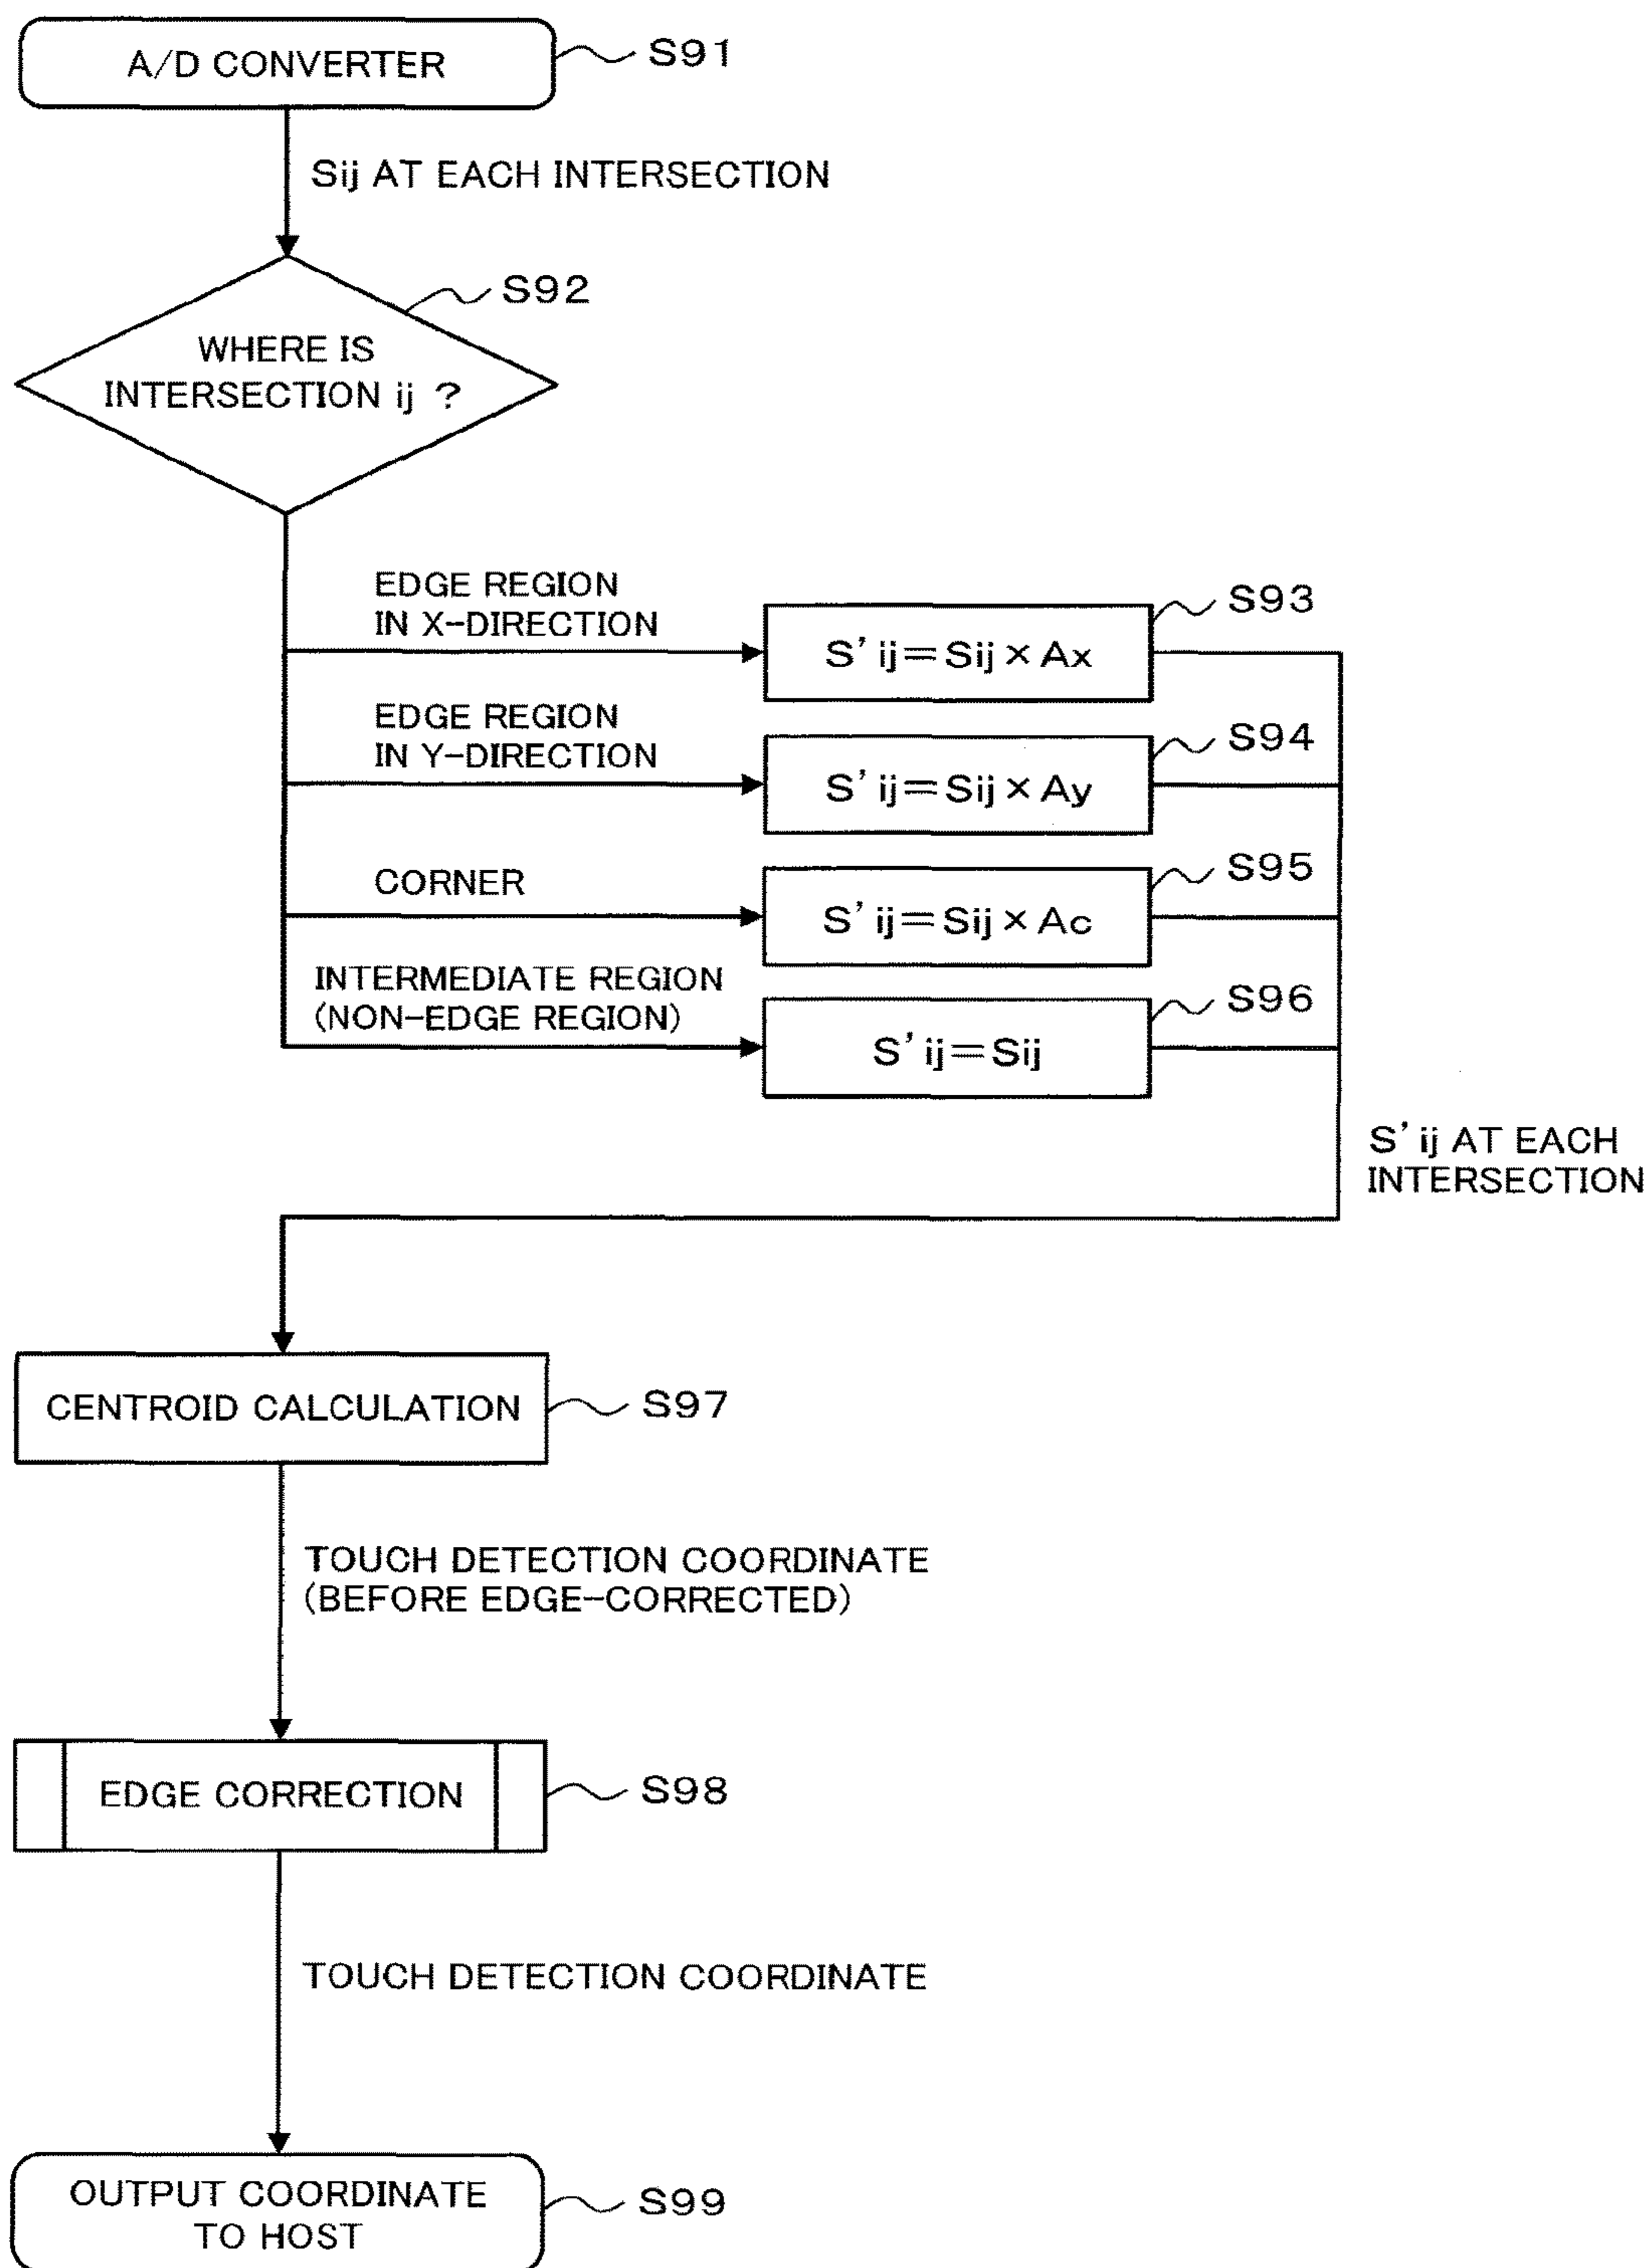 A/D CONVERTER
S91
Sij AT EACH INTERSECTION
S92
WHERE IS
INTERSECTION ij ?
EDGE REGION
IN X-DIRECTION
S' ij=Sij×Ax
S93
EDGE REGION
IN Y-DIRECTION
S' ij=Sij×Ay
S94
CORNER
S' ij=Sij×Ac
S95
INTERMEDIATE REGION
(NON-EDGE REGION)
S' ij=Sij
S96
S' ij AT EACH
INTERSECTION
CENTROID CALCULATION
S97
TOUCH DETECTION COORDINATE
(BEFORE EDGE-CORRECTED)
EDGE CORRECTION
S98
TOUCH DETECTION COORDINATE
OUTPUT COORDINATE
TO HOST
S99